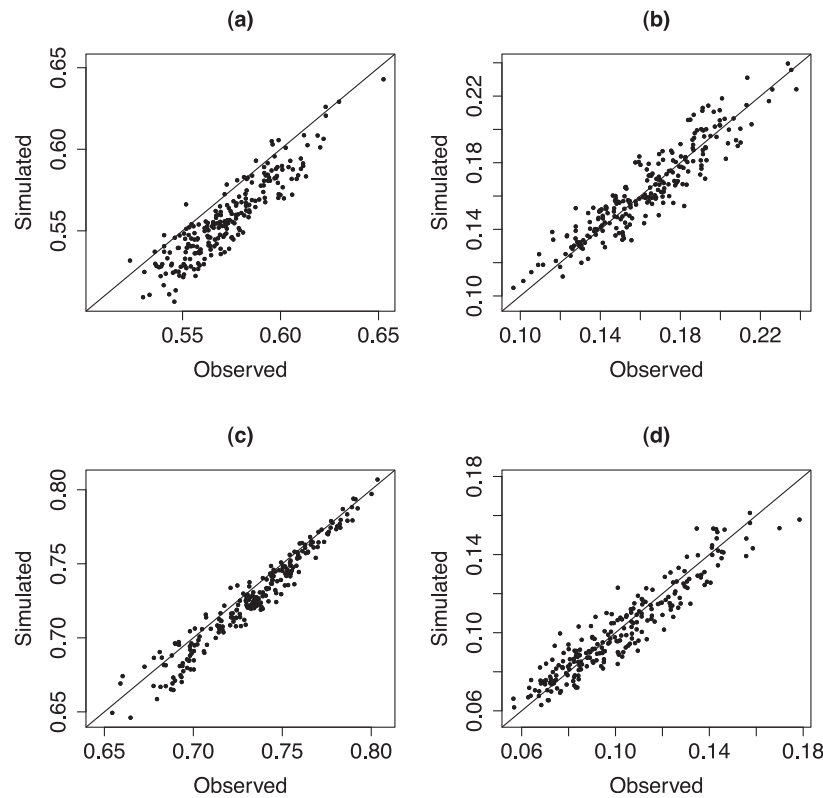 (a)
Simulated
0.55 0.60 0.65
0.55 0.60 0.65
Observed
(b)
Simulated
0.10 0.14 0.18 0.22
0.10 0.14 0.18 0.22
Observed
(c)
Simulated
0.65 0.70 0.75 0.80
0.65 0.70 0.75 0.80
Observed
(d)
Simulated
0.06 0.10 0.14 0.18
0.06 0.10 0.14 0.18
Observed